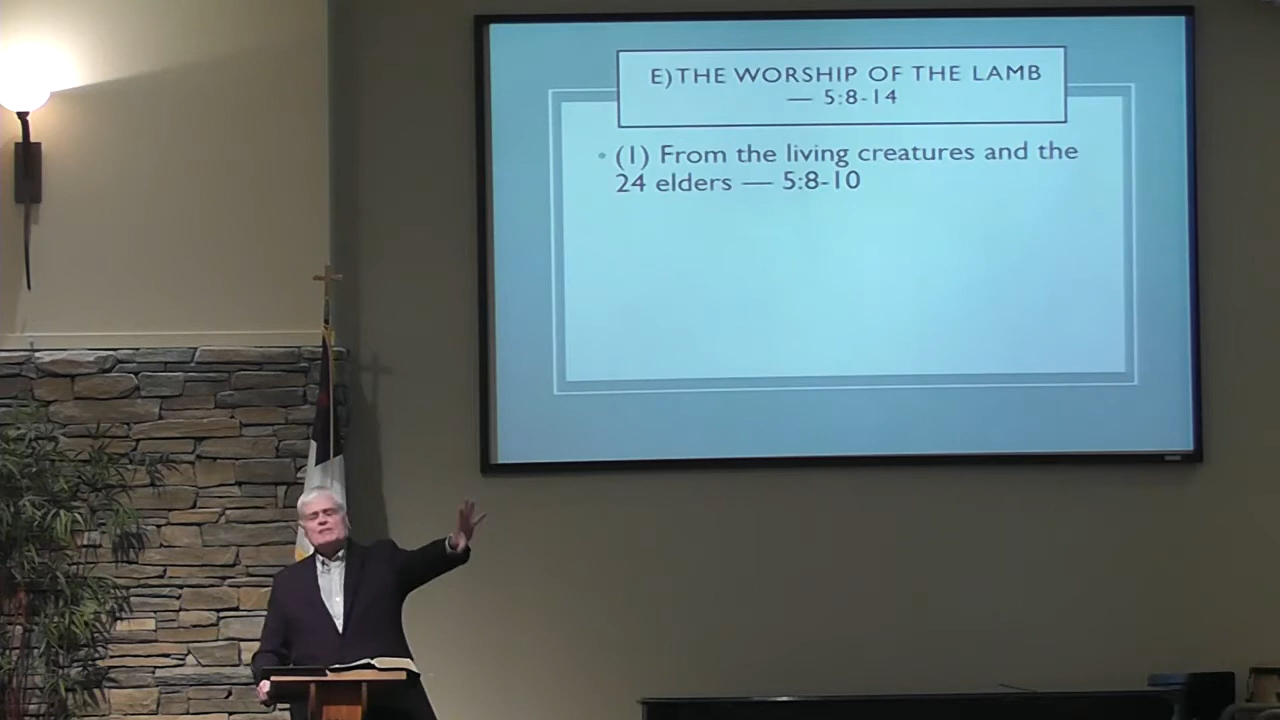 E) THE WORSHIP OF THE LAMB
— 5:8-14
• (1) From the living creatures and the
24 elders — 5:8-10